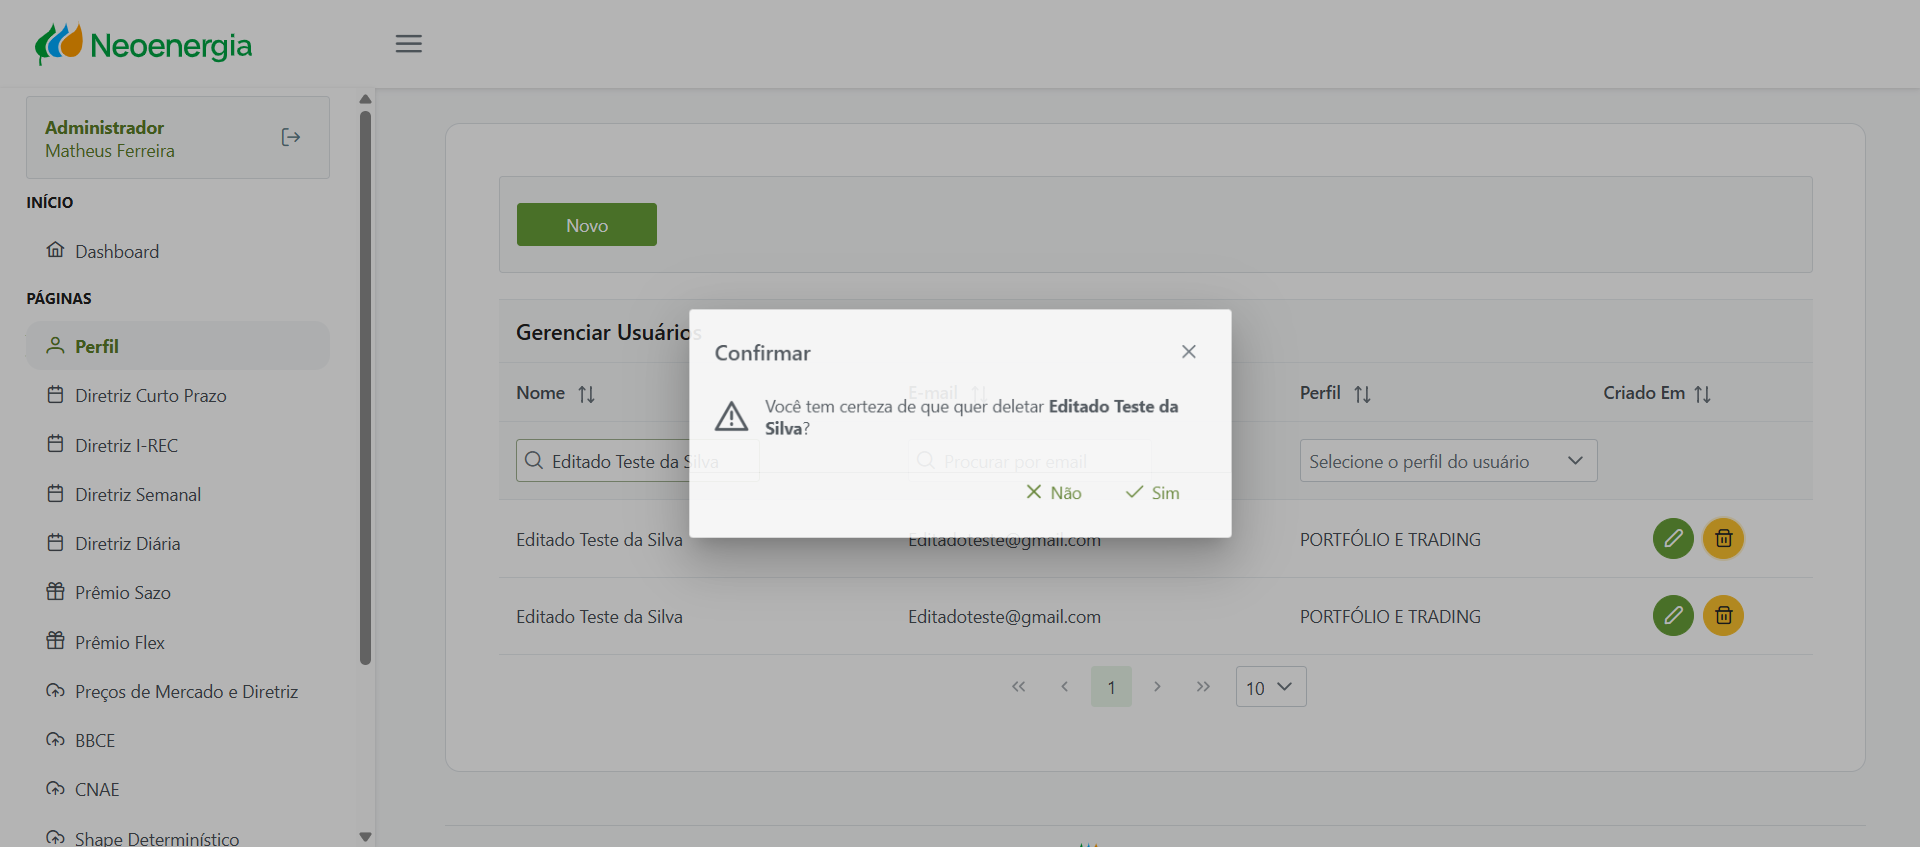 Neoenergia
Administrador
Matheus Ferreira
INÍCIO
Dashboard
PÁGINAS
Perfil
Diretriz Curto Prazo
Diretriz I-REC
Diretriz Semanal
Diretriz Diária
Prêmio Sazo
Prêmio Flex
Preços de Mercado e Diretriz
BBCE
CNAE
Shape Determinístico
Novo
Gerenciar Usuários
Nome
E-mail
Perfil
Criado Em
Editado Teste da Silva
Procurar por email
Selecione o perfil do usuário
Confirmar
Você tem certeza de que quer deletar Editado Teste da
Silva?
Não
Sim
Editado Teste da Silva
Editadoteste@gmail.com
PORTFÓLIO E TRADING
Editado Teste da Silva
Editadoteste@gmail.com
PORTFÓLIO E TRADING
1
10